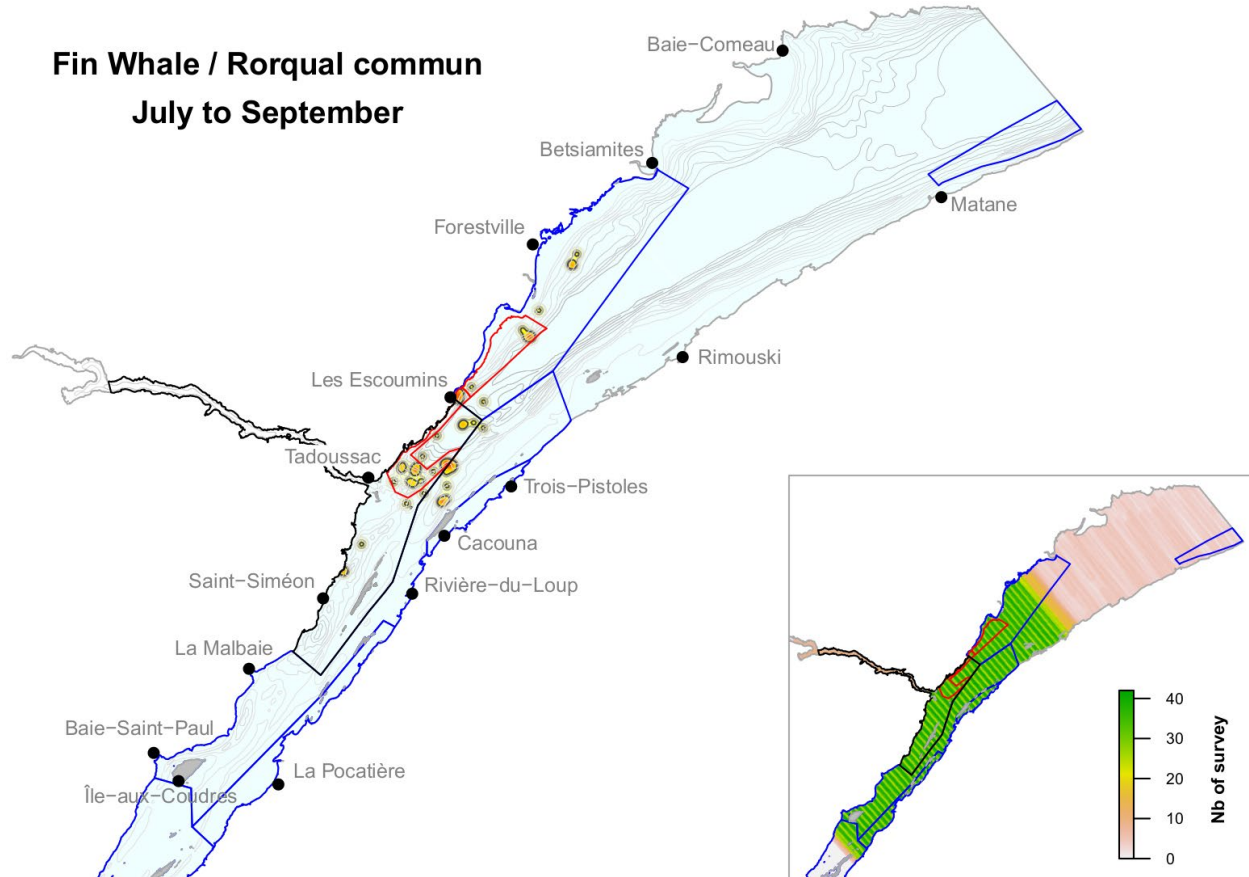 Fin Whale / Rorqual commun
July to September
Baie−Comeau
Betsiamites
Matane
Forestville
Rimouski
Les Escoumins
Tadoussac
Trois−Pistoles
Cacouna
Saint−Siméon
Rivière−du−Loup
La Malbaie
Baie−Saint−Paul
La Pocatière
Île−aux−Coudres
40
30
20
10
0
Nb of survey